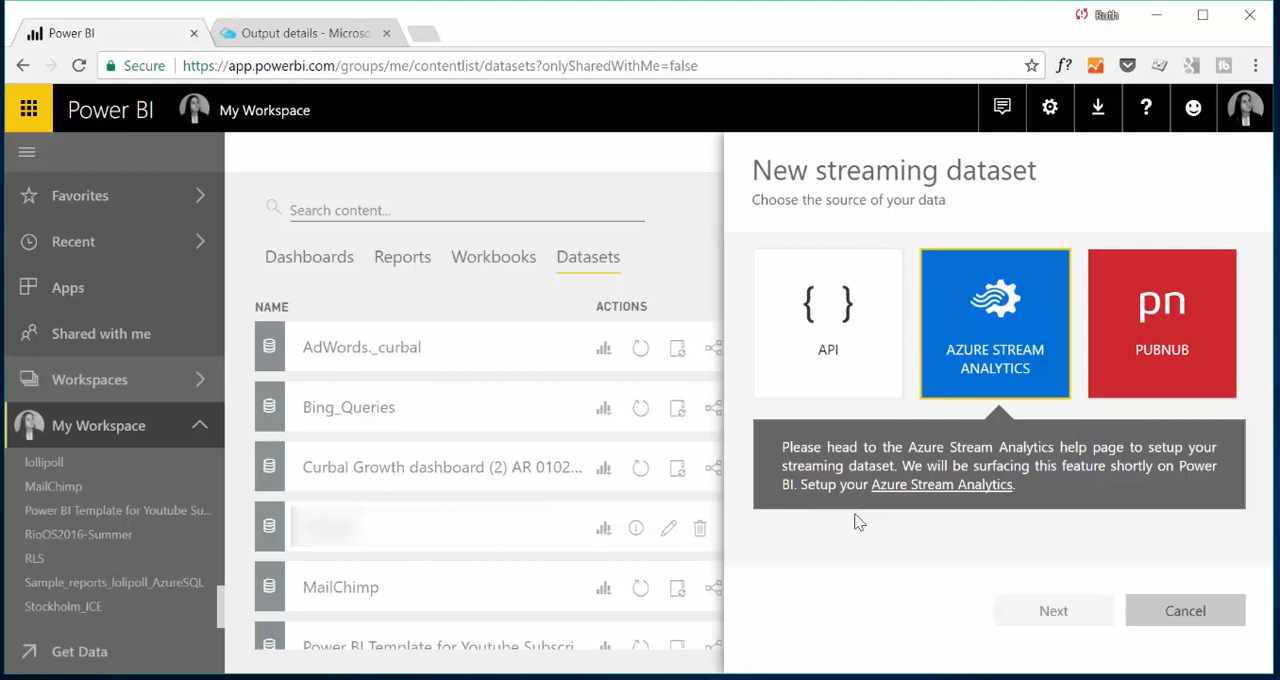 Ruth
Power BI
Output details - Microso
Secure
https://app.powerbi.com/groups/me/contentlist/datasets?onlySharedWithMe=false
f?
Power BI
My Workspace
?
Favorites
Recent
Apps
Shared with me
Workspaces
My Workspace
lollipoll
MailChimp
Power BI Template for Youtube Su...
RioOS2016-Summer
RLS
Sample_reports_lolipoll_AzureSQL
Stockholm_ICE
Get Data
Search content...
Dashboards
Reports
Workbooks
Datasets
NAME
ACTIONS
AdWords._curbal
Bing_Queries
Curbal Growth dashboard (2) AR 0102...
MailChimp
Power BI Template for Youtube Subscri...
New streaming dataset
Choose the source of your data
{ }
API
AZURE STREAM
ANALYTICS
pn
PUBNUB
Please head to the Azure Stream Analytics help page to setup your
streaming dataset. We will be surfacing this feature shortly on Power
BI. Setup your Azure Stream Analytics.
Next
Cancel